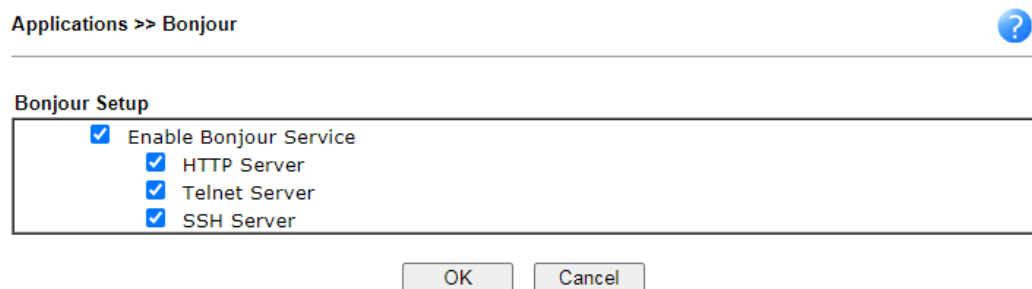 Applications >> Bonjour
?
Bonjour Setup
Enable Bonjour Service
HTTP Server
Telnet Server
SSH Server
OK Cancel